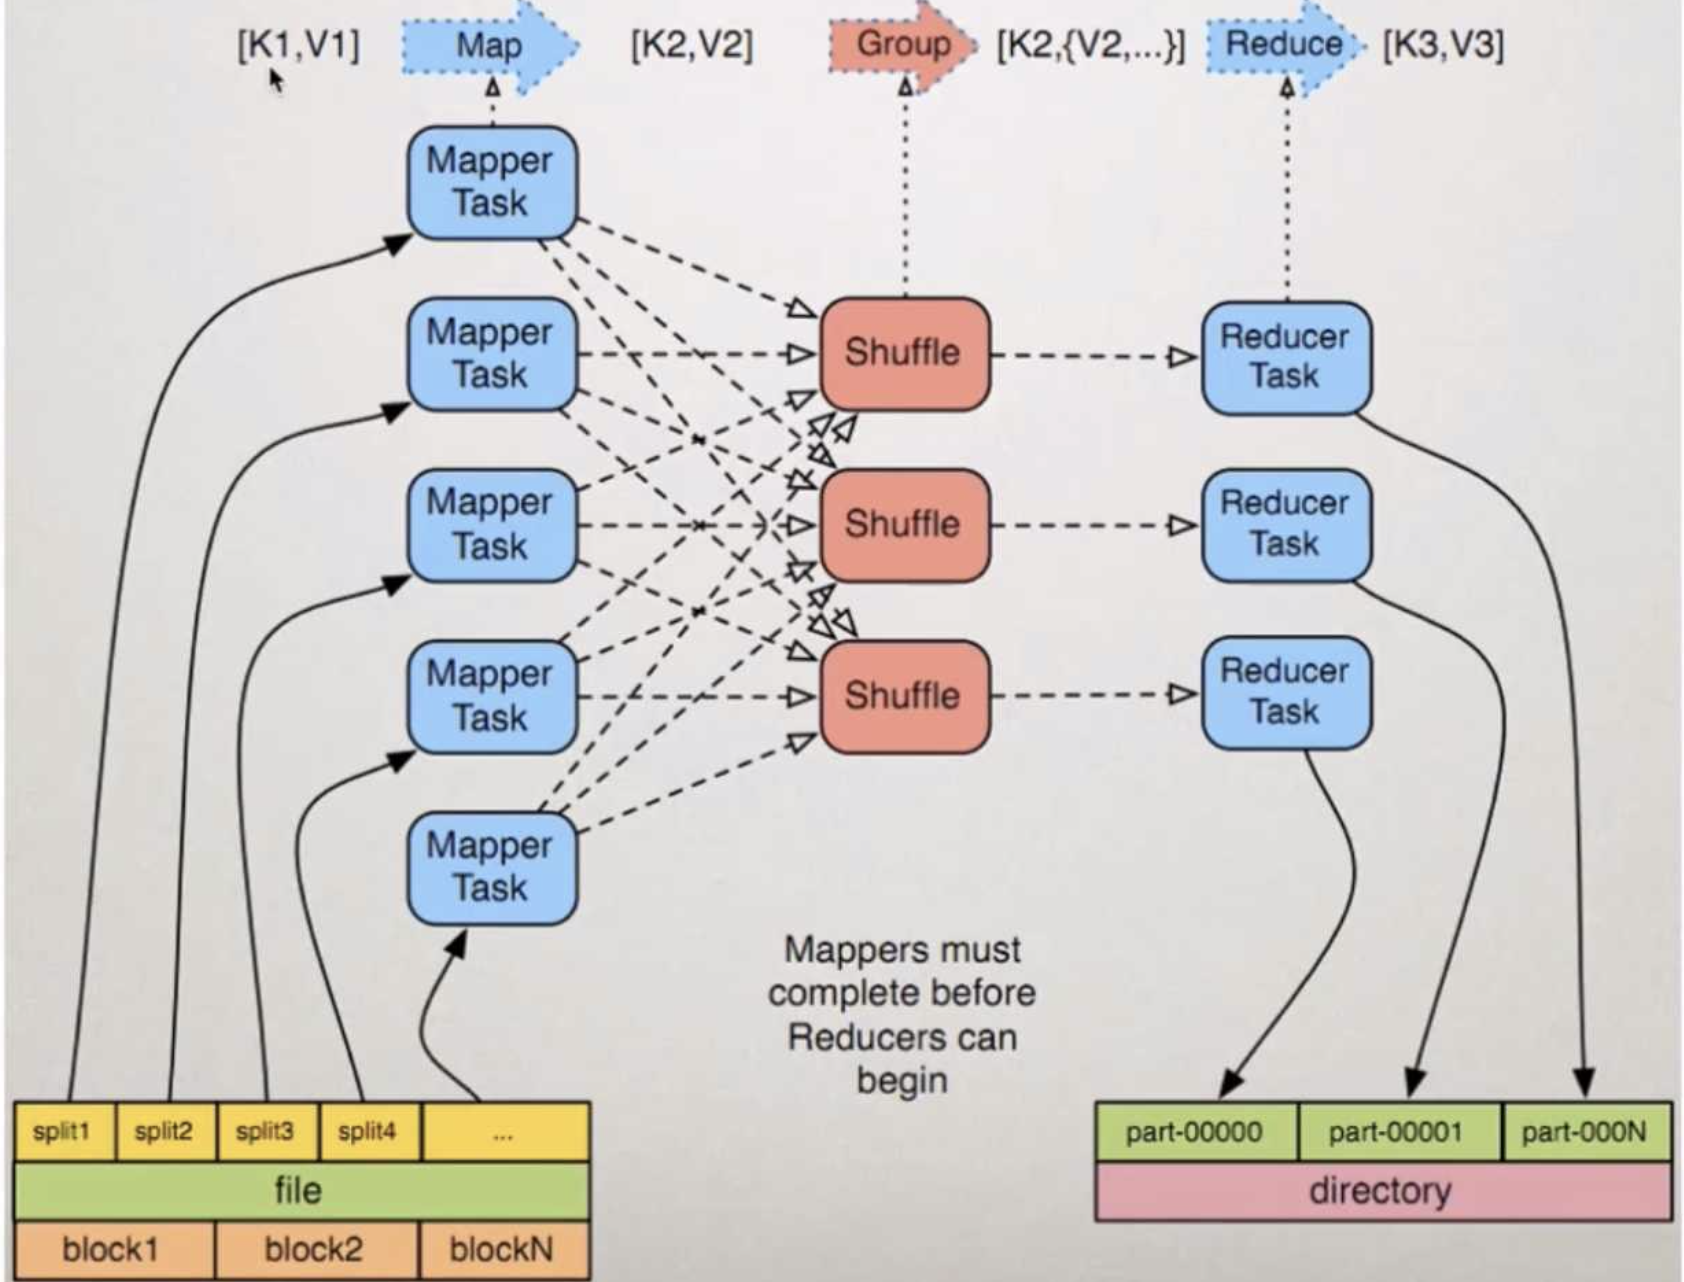 [K1,V1] Map [K2,V2] Group [K2,{V2,...}] Reduce [K3,V3]
Mapper
Task
Mapper
Task
Mapper
Task
Mapper
Task
Mapper
Task
Shuffle
Shuffle
Shuffle
Reducer
Task
Reducer
Task
Reducer
Task
Mappers must
complete before
Reducers can
begin
split1 split2 split3 split4 ...
file
block1 block2 blockN
part-00000 part-00001 part-000N
directory